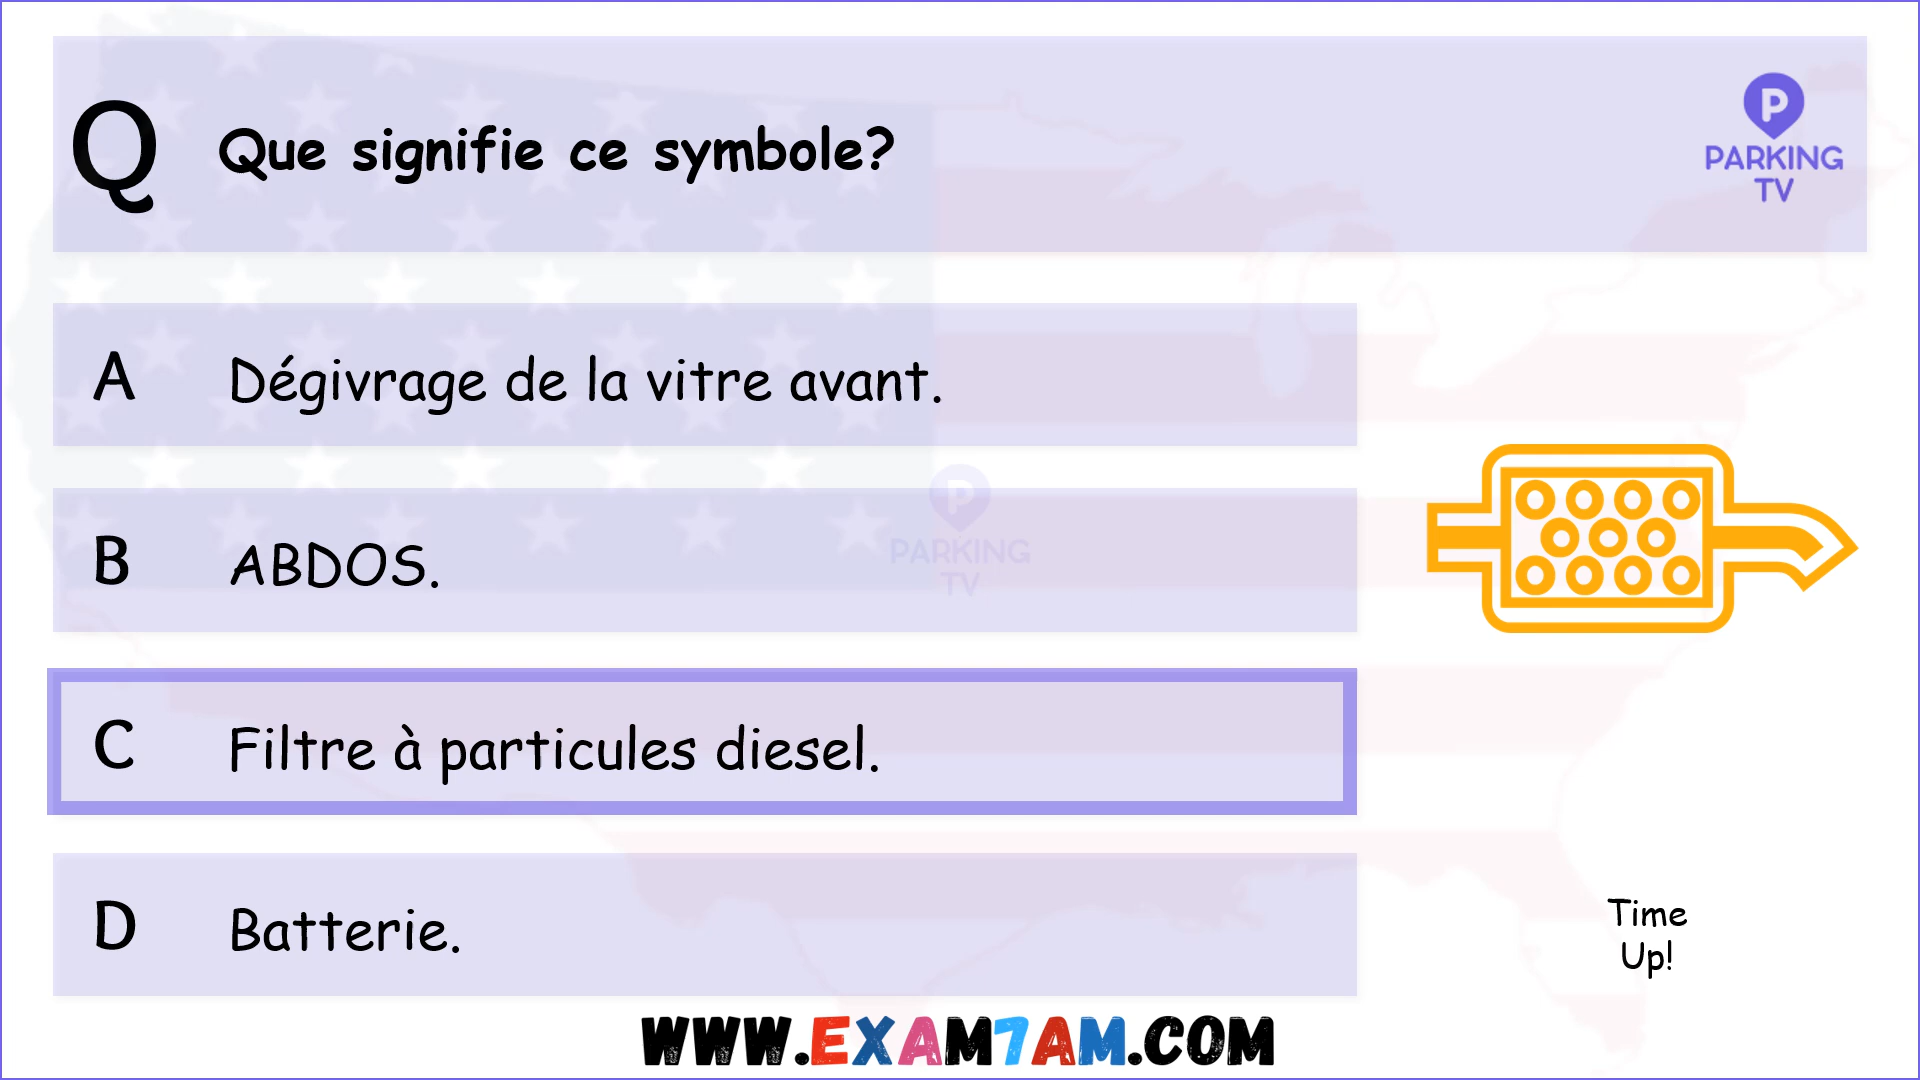 Q Que signifie ce symbole?
P
PARKING
TV
A Dégivrage de la vitre avant.
B ABDOS.
P
PARKING
TV
C Filtre à particules diesel.
D Batterie.
Time
Up!
WWW.EXAM7AM.COM